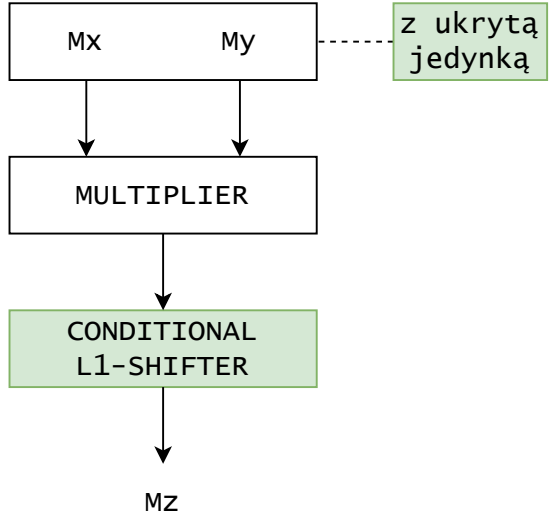 Mx My
z ukrytą
jedynką
MULTIPLIER
CONDITIONAL
L1-SHIFTER
Mz